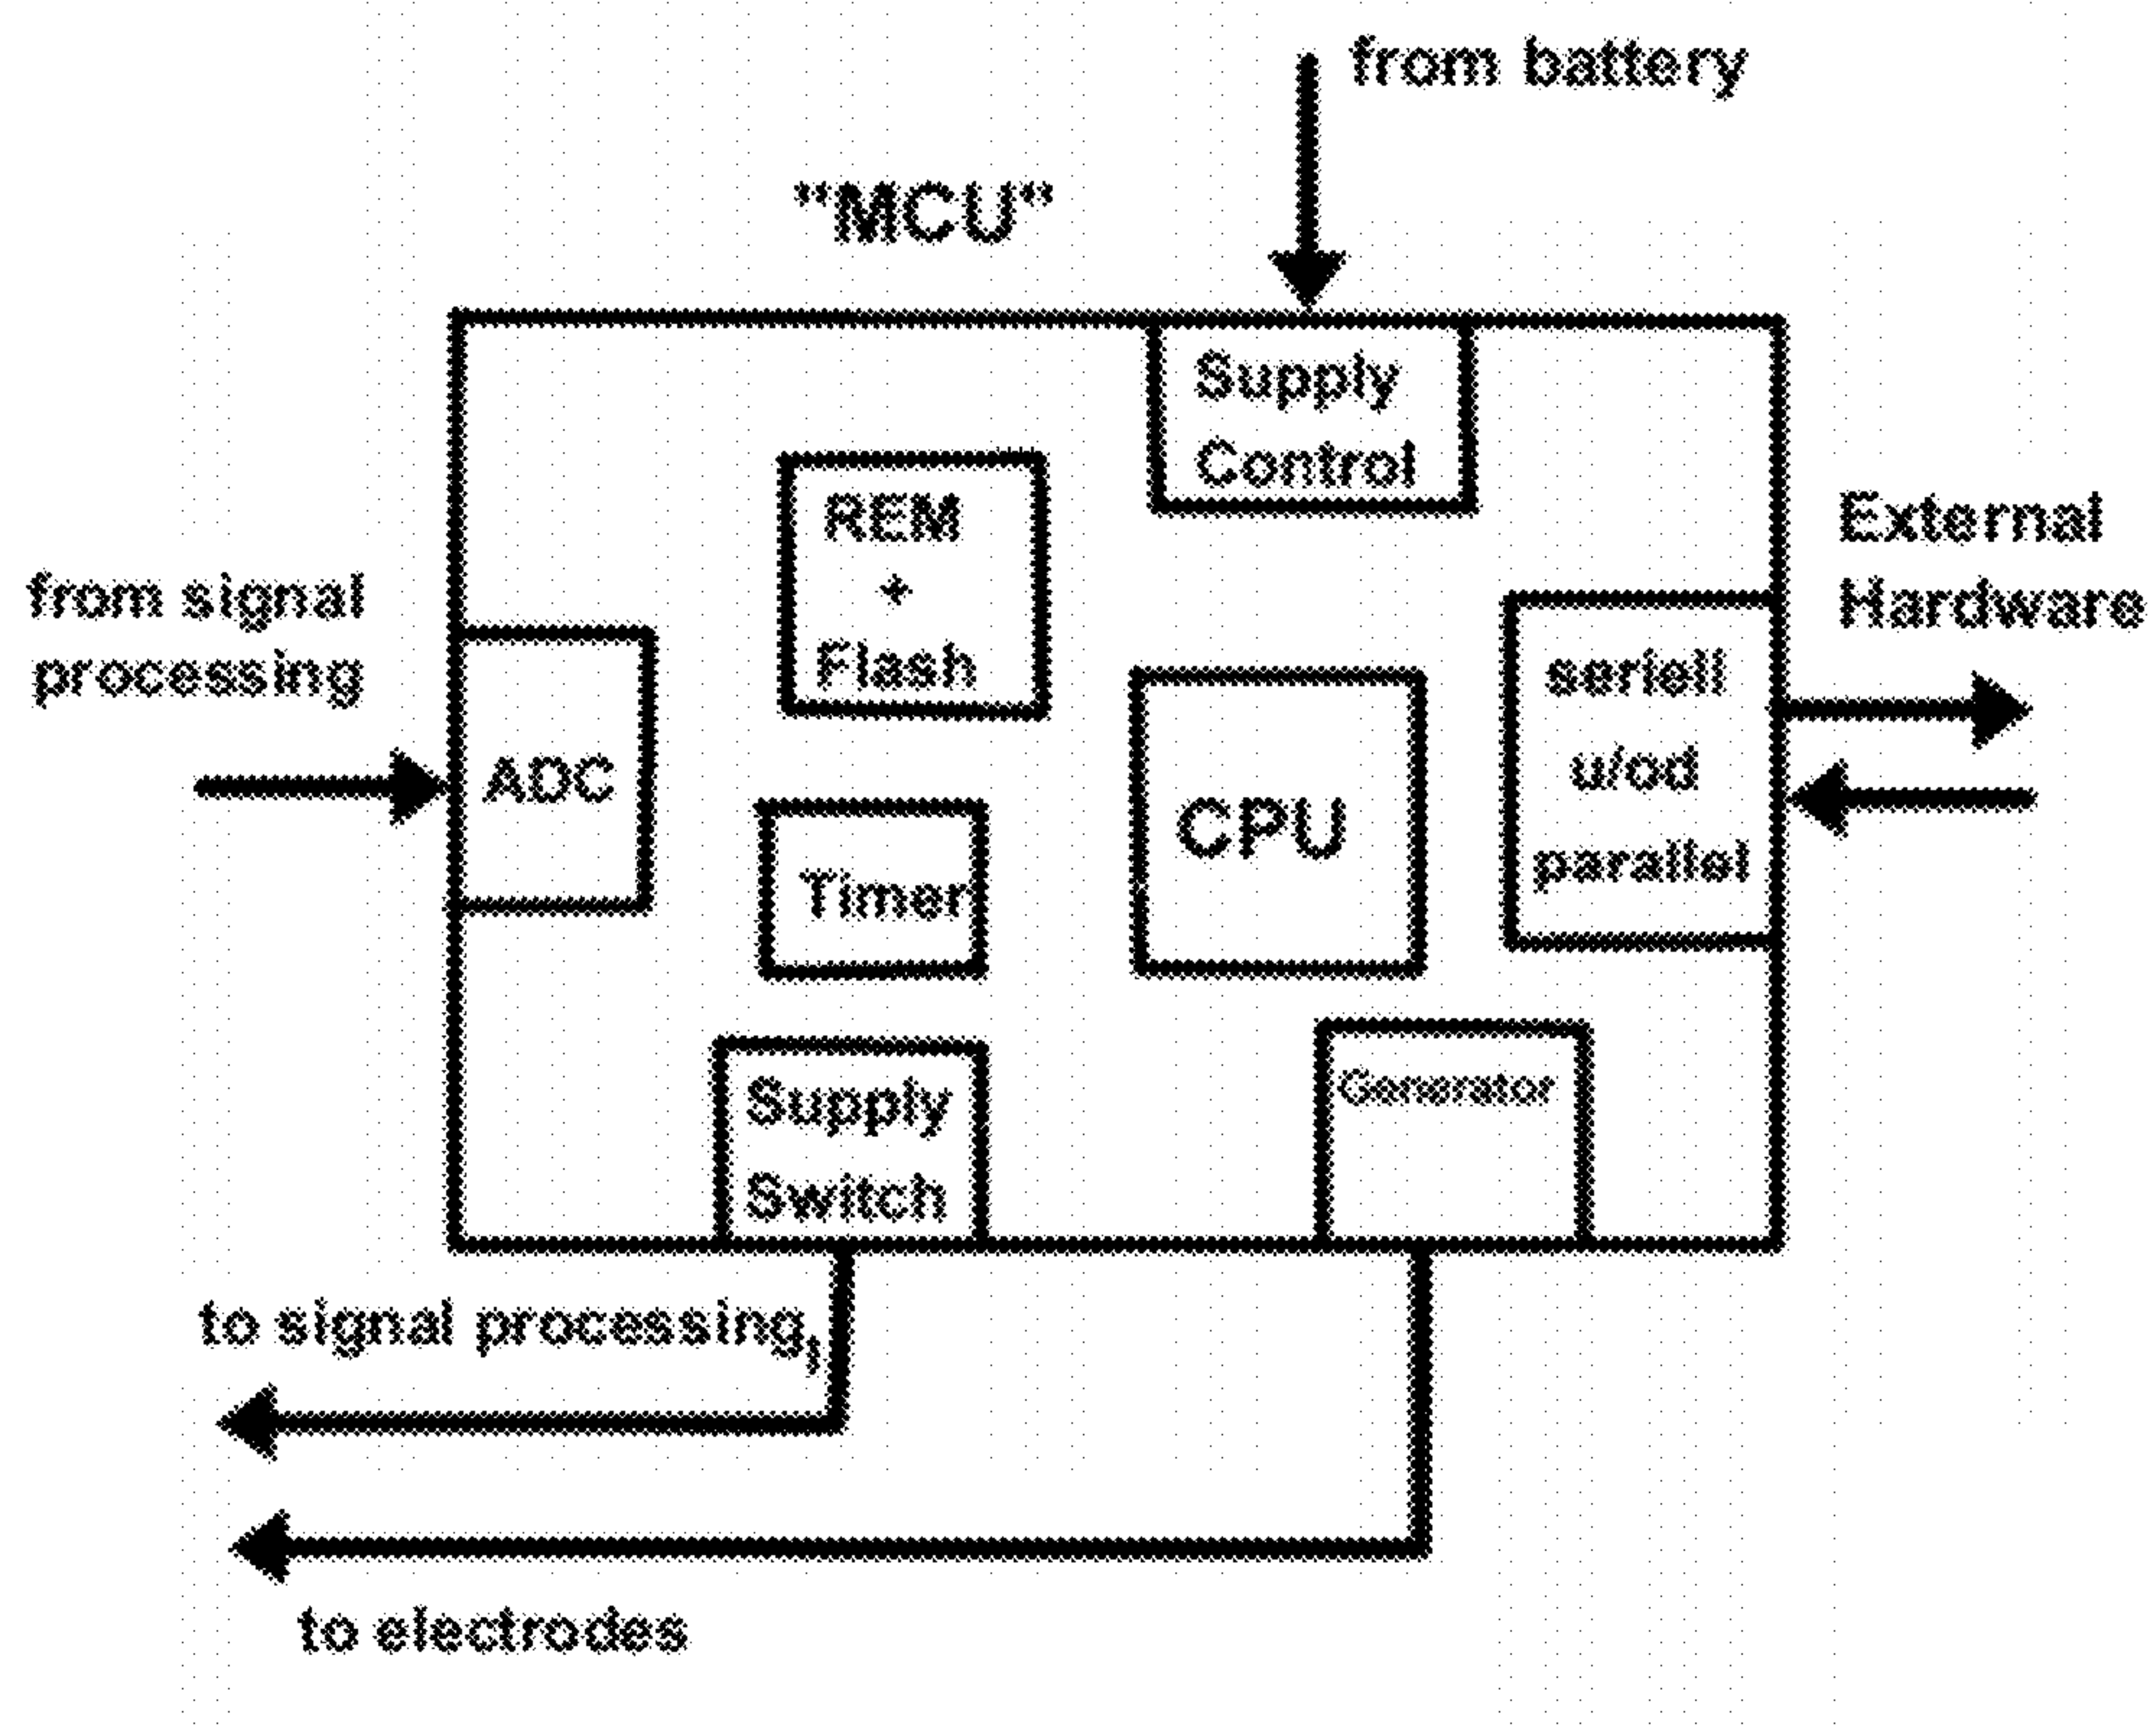 from battery
"MCU"
Supply
Control
REM
+
Flash
External
Hardware
from signal
processing
seriell
u/od
parallel
ADC
CPU
Timer
Generator
Supply
Switch
to signal processing,
to electrodes